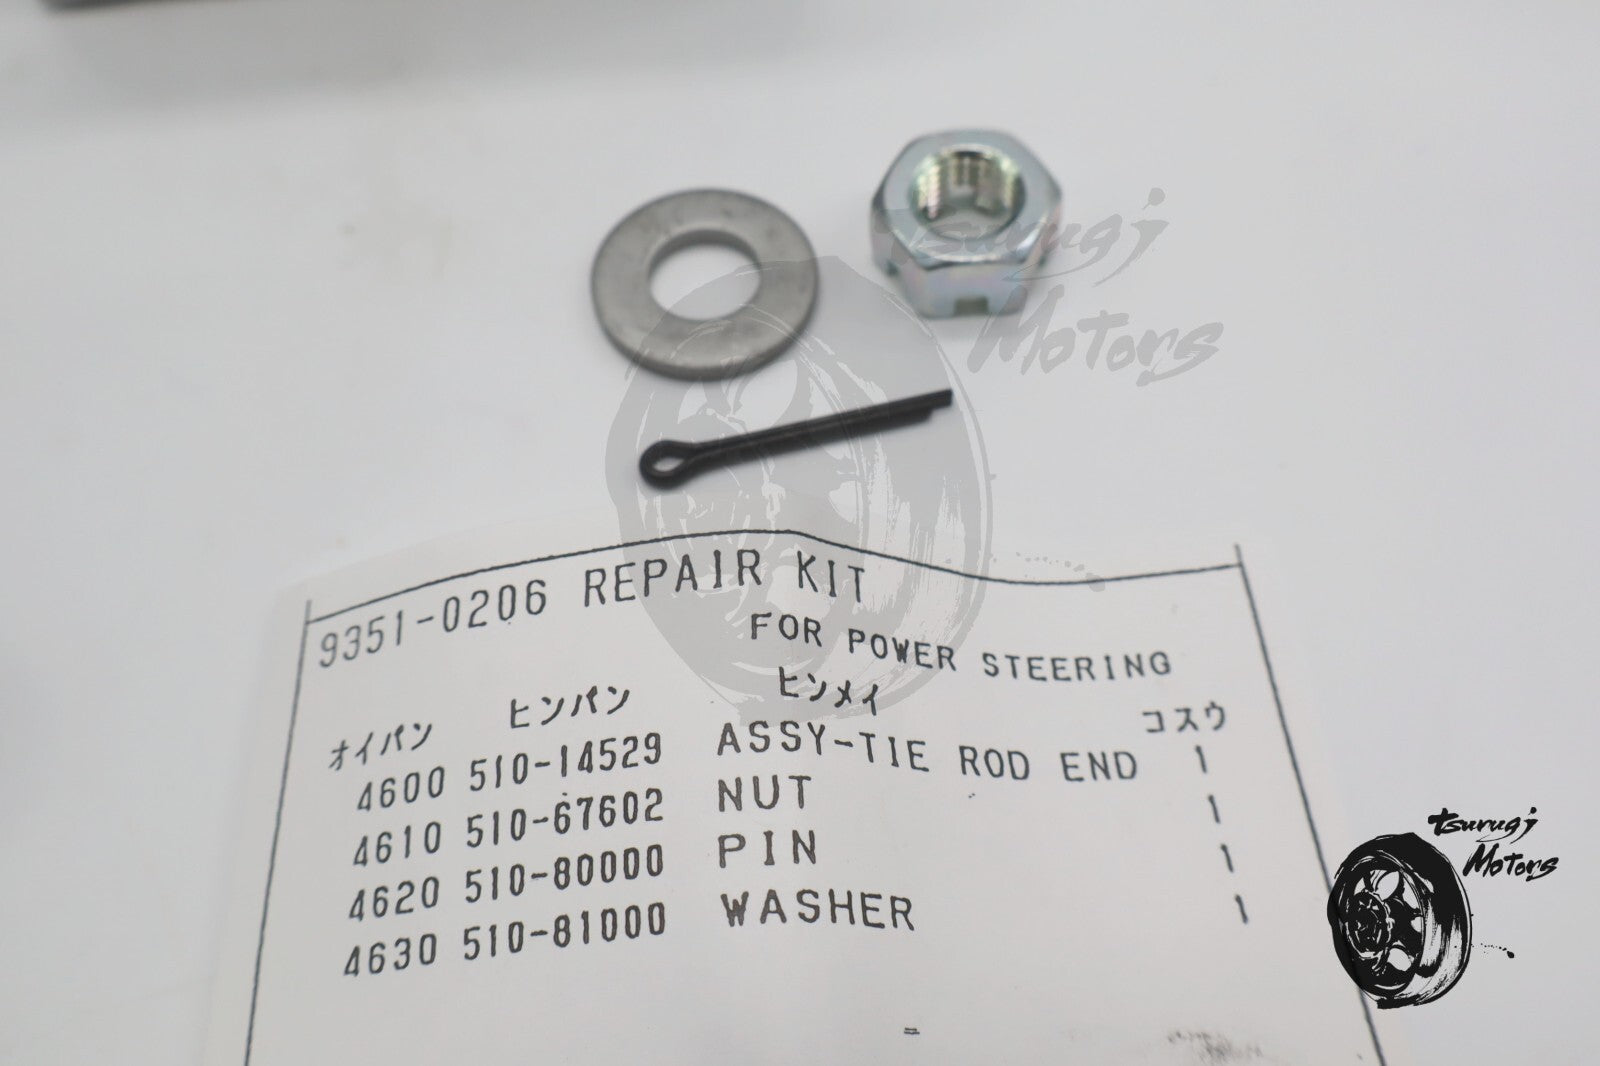 tsurugi
Motors
9351-0206 REPAIR KIT
FOR POWER STEERING
オイバン ヒンバン ヒンメイ コスウ
4600 510-14529 ASSY-TIE ROD END 1
4610 510-67602 NUT 1
4620 510-80000 PIN 1
4630 510-81000 WASHER 1
=
tsurugi
Motors